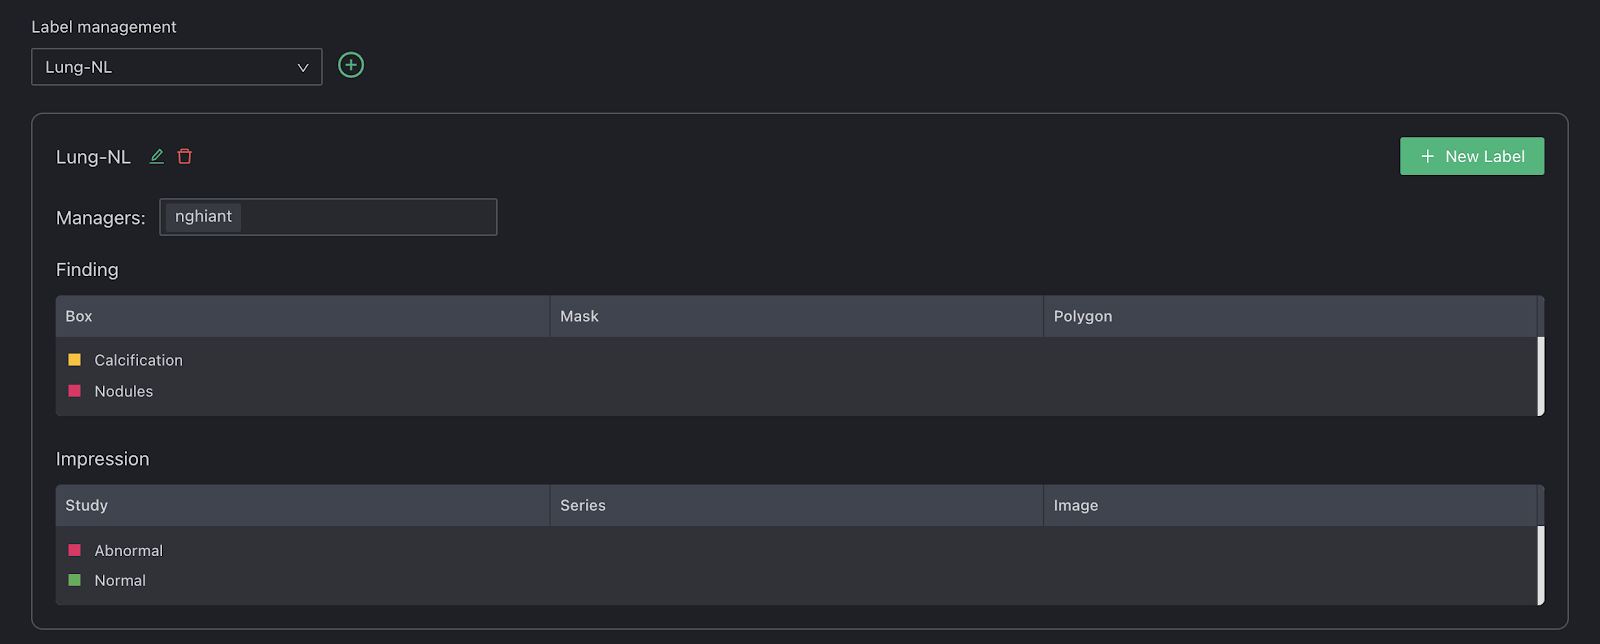 Label management
Lung-NL
Lung-NL
+ New Label
Managers: nghiant
Finding
Box Mask Polygon
Calcification
Nodules
Impression
Study Series Image
Abnormal
Normal